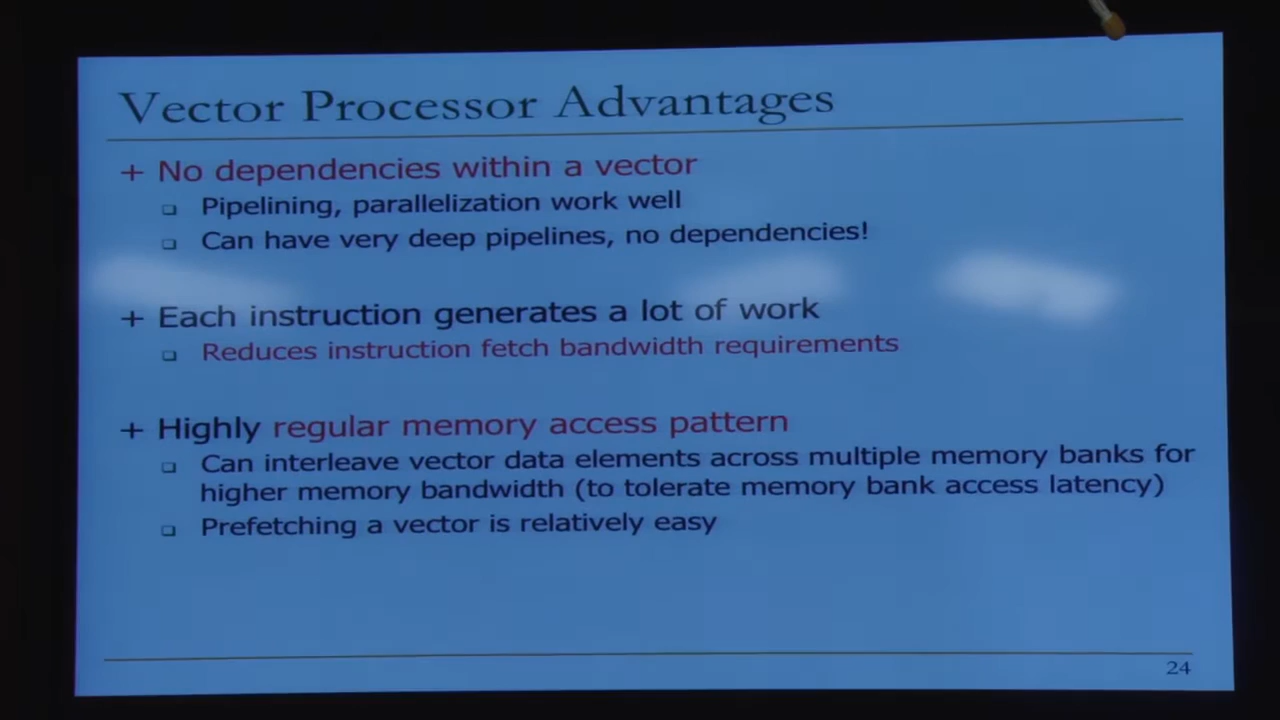 Vector Processor Advantages
+ No dependencies within a vector
❑ Pipelining, parallelization work well
❑ Can have very deep pipelines, no dependencies!
+ Each instruction generates a lot of work
❑ Reduces instruction fetch bandwidth requirements
+ Highly regular memory access pattern
❑ Can interleave vector data elements across multiple memory banks for
higher memory bandwidth (to tolerate memory bank access latency)
❑ Prefetching a vector is relatively easy
24